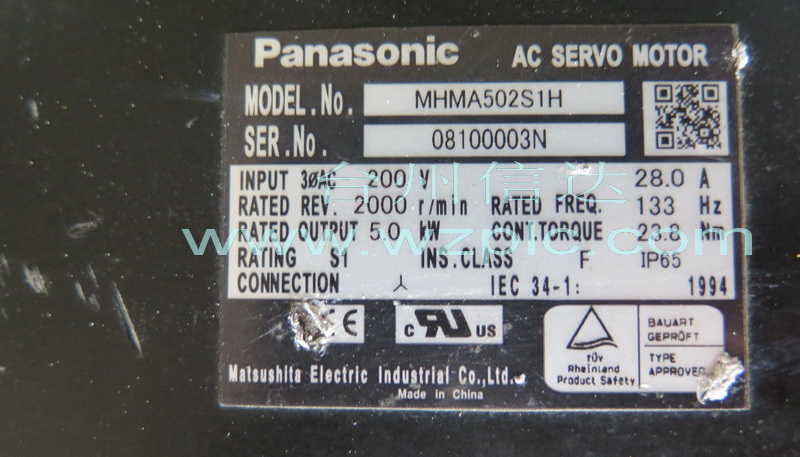 Panasonic AC SERVO MOTOR
MODEL.No. MHMA502S1H
SER.No. 08100003N
台州信达
INPUT 3øAC 200 V 28.0 A
RATED REV. 2000 r/min RATED FREQ. 133 Hz
RATED OUTPUT 5.0 kW CONT.TORQUE 23.8 Nm
www.wzplc.com
RATING S1 INS.CLASS F IP65
CONNECTION IEC 34-1: 1994
CE c RU US
BAUART
GEPRÜFT
TÜV
Rheinland
Product Safety
TYPE
APPROVED
Matsushita Electric Industrial Co.,Ltd.
Made in China